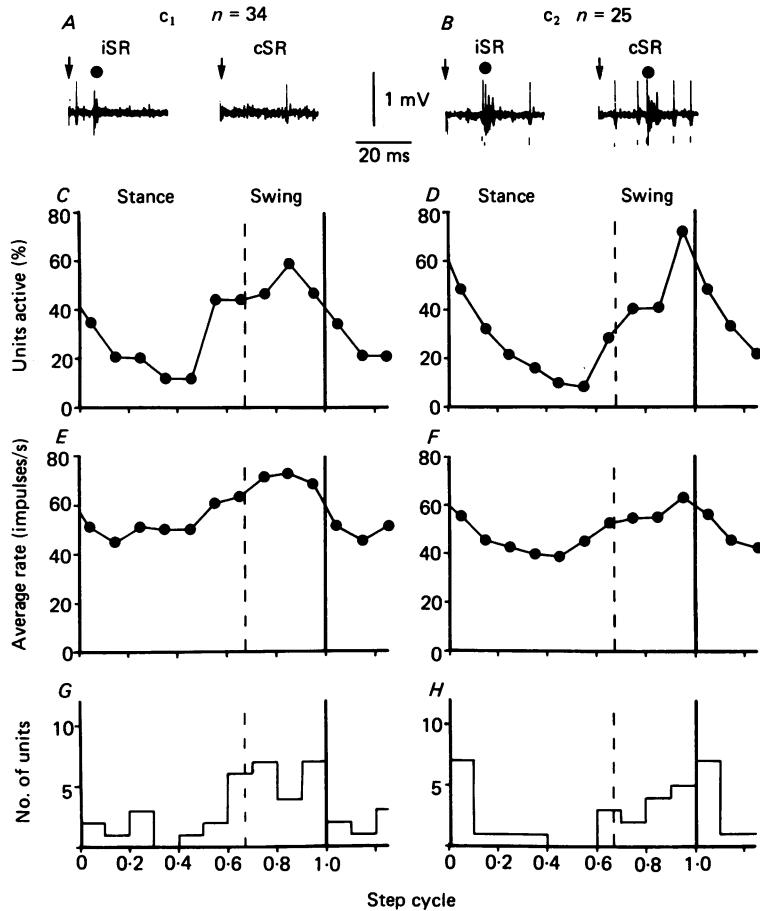 A c₁ n = 34
B c₂ n = 25
iSR cSR
iSR cSR
1 mV
20 ms
C Stance Swing
D Stance Swing
Units active (%)
80
60
40
20
0
80
60
40
20
0
E
F
Average rate (impulses/s)
80
60
40
20
0
80
60
40
20
0
G
H
No. of units
10
5
10
5
0 0·2 0·4 0·6 0·8 1·0
0 0·2 0·4 0·6 0·8 1·0
Step cycle